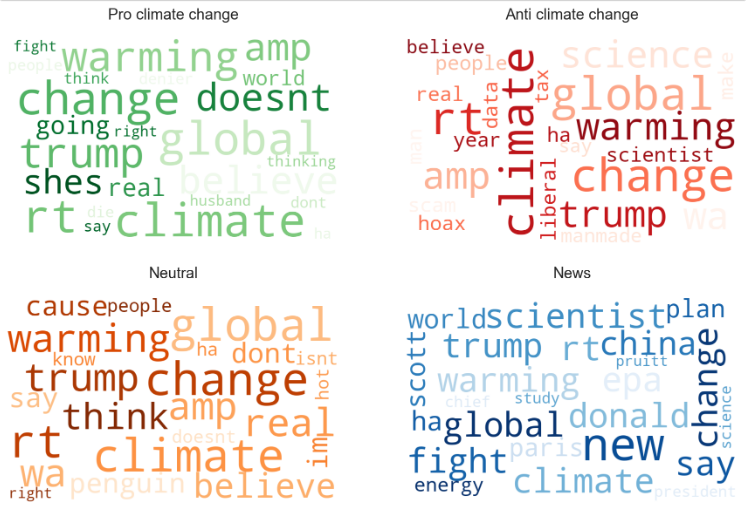 Pro climate change
fight
warming
amp
people
think
denier
world
change
doesnt
going
right
global
trump
thinking
shes
real
believe
husband
dont
rt
die
say
climate
ha
Anti climate change
believe
people
science
make
real
data
tax
global
rt
climate
year
ha
warming
man
say
scientist
amp
liberal
change
scam
hoax
trump
wa
manmade
Neutral
cause
people
global
warming
know
ha
dont
isnt
trump
change
hot
say
think
amp
real
doesnt
rt
climate
im
wa
right
penguin
believe
News
world
scientist
plan
scott
trump
rt
china
change
pruitt
warming
epa
chief
study
science
ha
global
donald
fight
paris
new
say
energy
climate
president